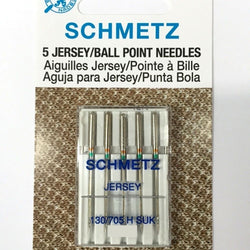 SCHMETZ
5 JERSEY/BALL POINT NEEDLES
Aiguilles Jersey/Pointe à Bille
Aguja para Jersey/Punta Bola
SCHMETZ
JERSEY
130/705 H SUK